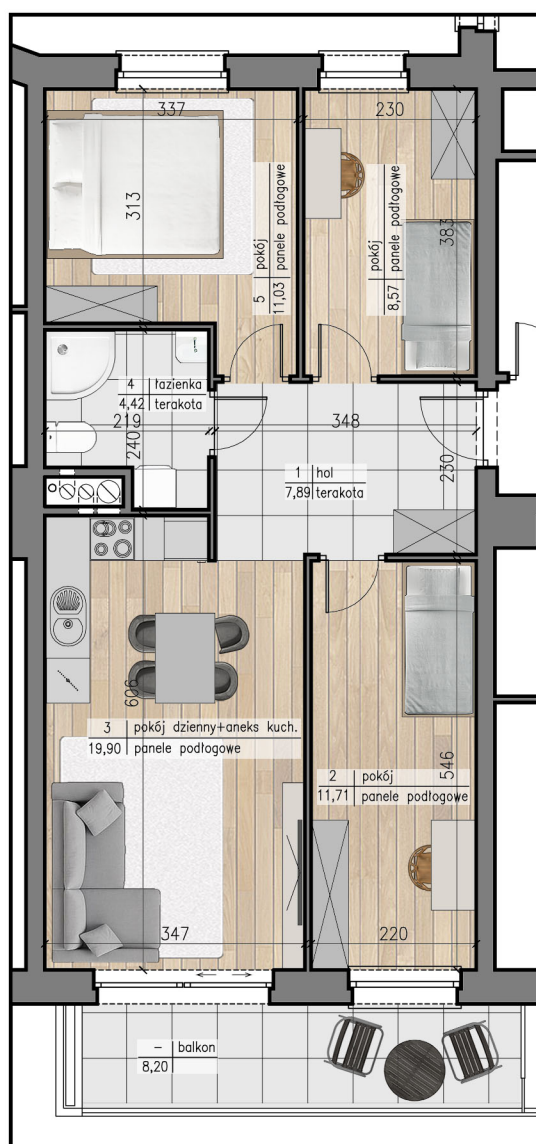 337
230
313
383
5 pokój
11,03 panele podłogowe
pokój
8,57 panele podłogowe
4 łazienka
4,42 terakota
219
240
348
230
1 hol
7,89 terakota
606
3 pokój dzienny+aneks kuch.
19,90 panele podłogowe
546
2 pokój
11,71 panele podłogowe
347
220
– balkon
8,20